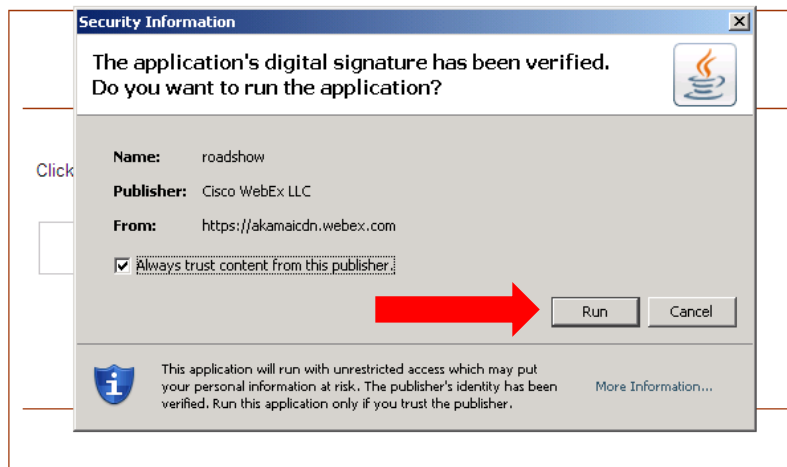 Security Information
The application's digital signature has been verified.
Do you want to run the application?
Name: roadshow
Click
Publisher: Cisco WebEx LLC
From: https://akamaicdn.webex.com
Always trust content from this publisher.
Run Cancel
This application will run with unrestricted access which may put
your personal information at risk. The publisher's identity has been
verified. Run this application only if you trust the publisher.
More Information...